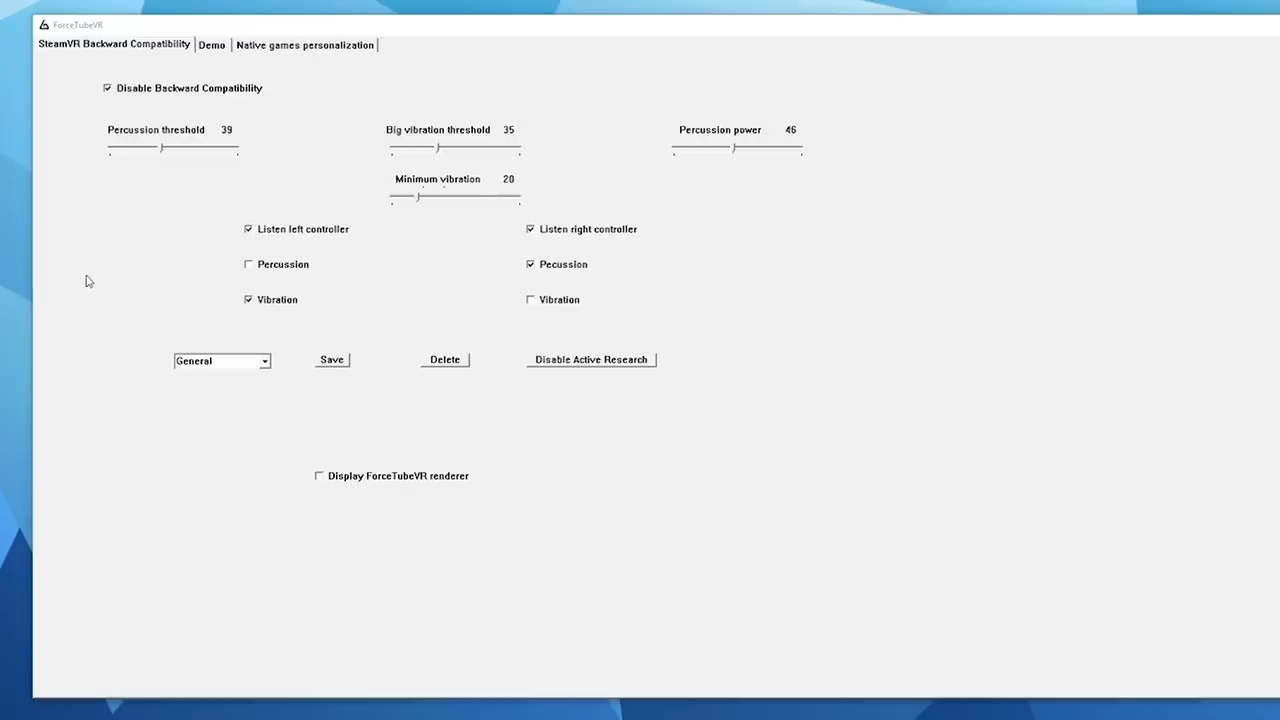 ForceTubeVR
SteamVR Backward Compatibility Demo Native games personalization
Disable Backward Compatibility
Percussion threshold 39 Big vibration threshold 35 Percussion power 46
Minimum vibration 20
Listen left controller Listen right controller
Percussion Pecussion
Vibration Vibration
General Save Delete Disable Active Research
Display ForceTubeVR renderer